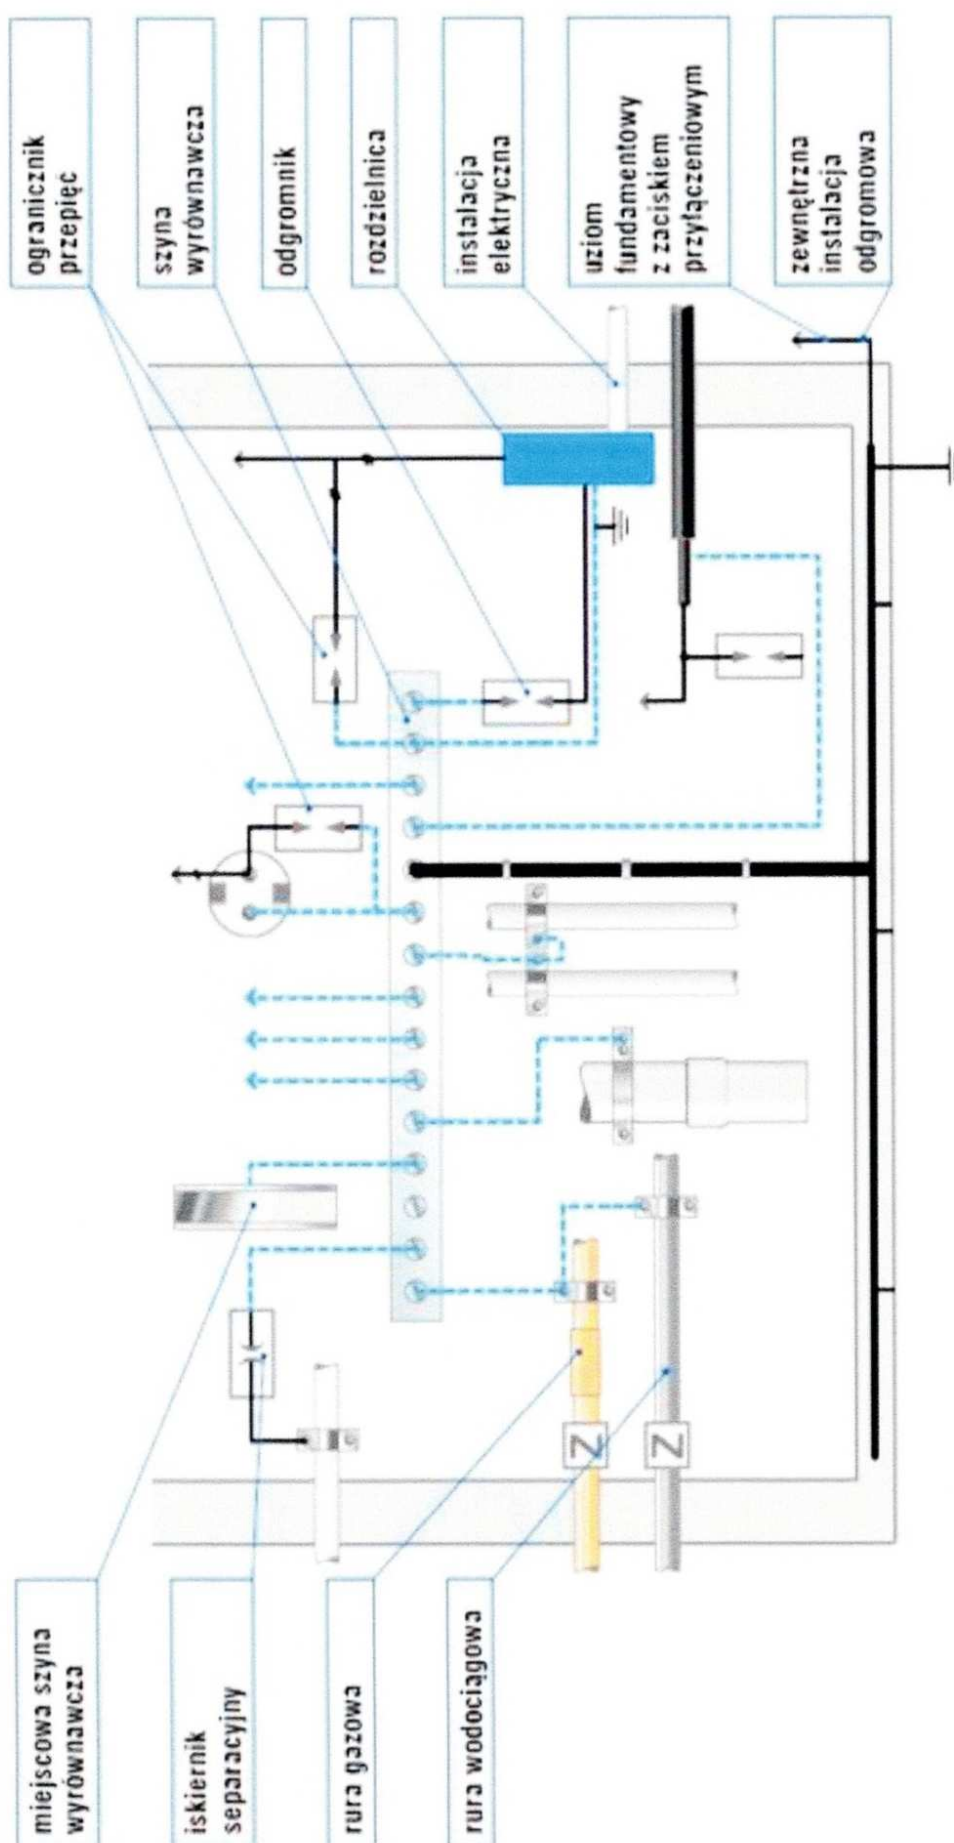 miejscowa szyna
wyrównawcza
iskiernik
separacyjny
rura gazowa
rura wodociągowa
ogranicznik
przepięć
szyna
wyrównawcza
odgromnik
rozdzielnica
instalacja
elektryczna
uziom
fundamentowy
z zaciskiem
przyłączeniowym
zewnętrzna
instalacja
odgromowa
Z
Z